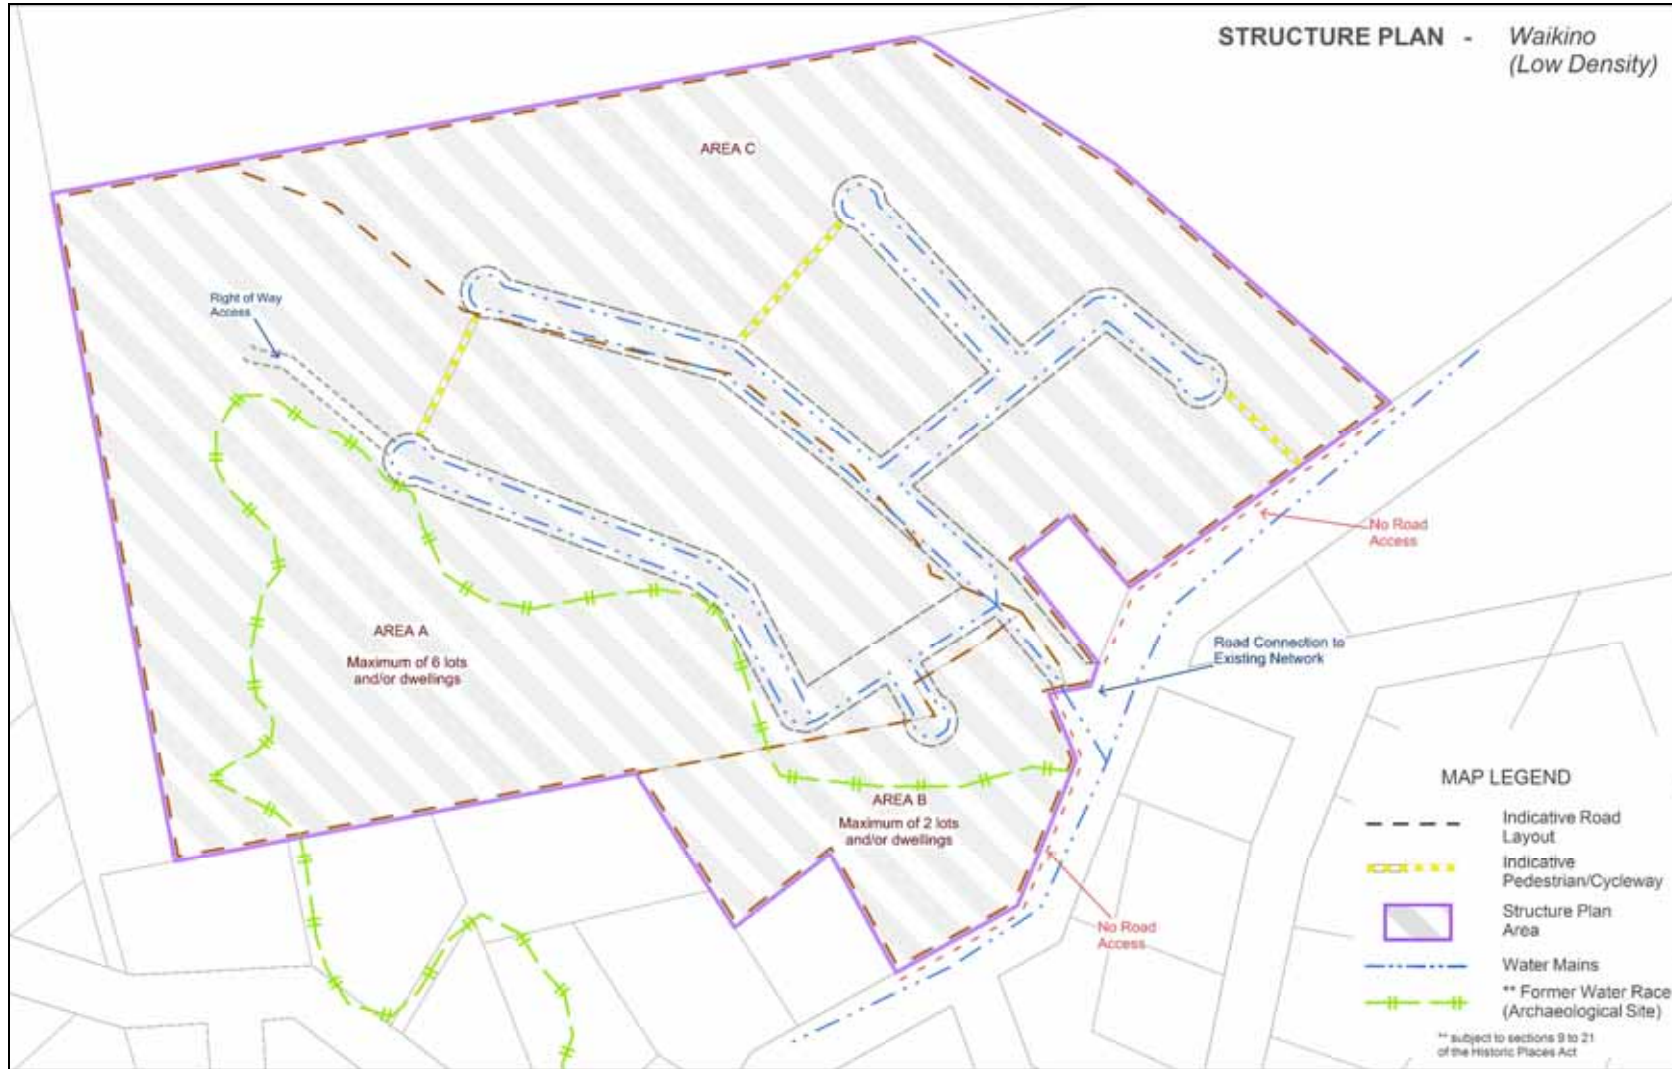 STRUCTURE PLAN - Waikino
(Low Density)
AREA C
Right of Way
Access
No Road
Access
AREA A
Maximum of 6 lots
and/or dwellings
Road Connection to
Existing Network
AREA B
Maximum of 2 lots
and/or dwellings
No Road
Access
MAP LEGEND
Indicative Road
Layout
Indicative
Pedestrian/Cycleway
Structure Plan
Area
Water Mains
** Former Water Race
(Archaeological Site)
** subject to sections 9 to 21
of the Historic Places Act